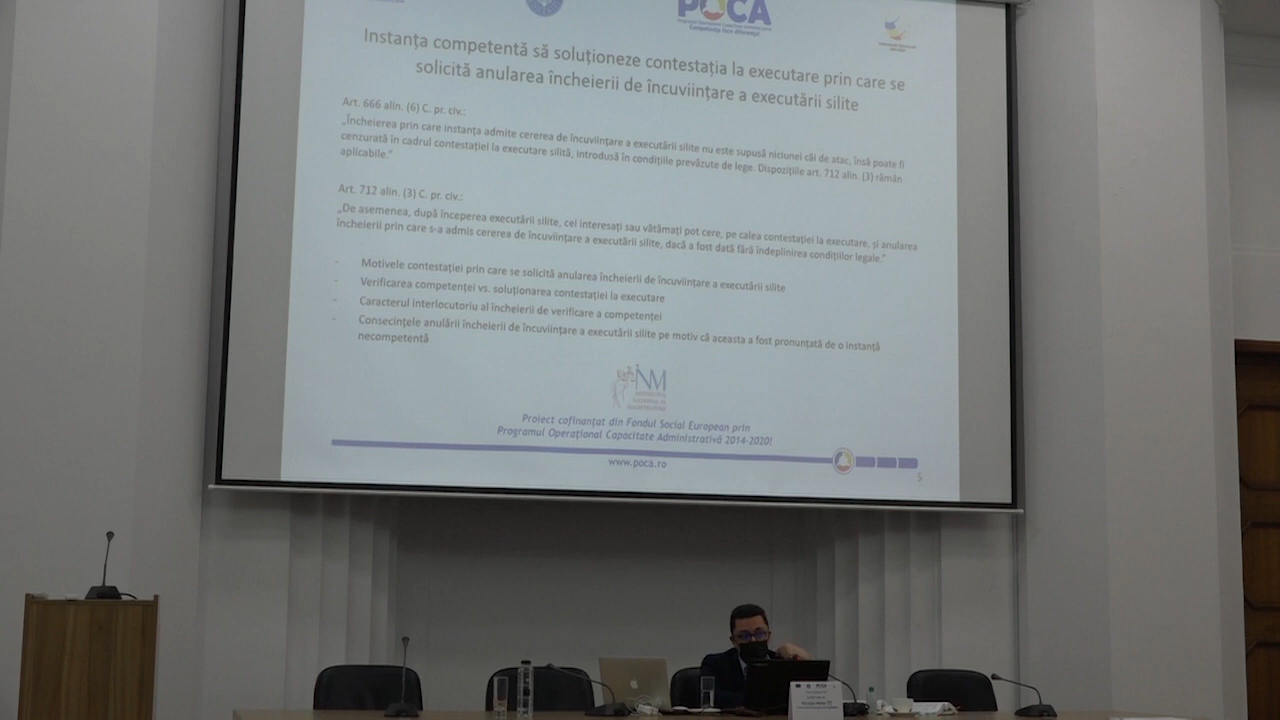 POCA
Competența face diferența!
Instanța competentă să soluționeze contestația la executare prin care se
solicită anularea încheierii de încuviințare a executării silite
Art. 666 alin. (6) C. pr. civ.:
„Încheierea prin care instanța admite cererea de încuviințare a executării silite nu este supusă niciunei căi de atac, însă poate fi
cenzurată în cadrul contestației la executare silită, introdusă în condițiile prevăzute de lege. Dispozițiile art. 712 alin. (3) rămân
aplicabile.”
Art. 712 alin. (3) C. pr. civ.:
„De asemenea, după începerea executării silite, cei interesați sau vătămați pot cere, pe calea contestației la executare, și anularea
încheierii prin care s-a admis cererea de încuviințare a executării silite, dacă a fost dată fără îndeplinirea condițiilor legale.”
- Motivele contestației prin care se solicită anularea încheierii de încuviințare a executării silite
- Verificarea competenței vs. soluționarea contestației la executare
- Caracterul interlocutoriu al încheierii de verificare a competenței
- Consecințele anulării încheierii de încuviințare a executării silite pe motiv că aceasta a fost pronunțată de o instanță
necompetentă
INM
Proiect cofinanțat din Fondul Social European prin
Programul Operațional Capacitate Administrativă 2014-2020!
www.poca.ro
5